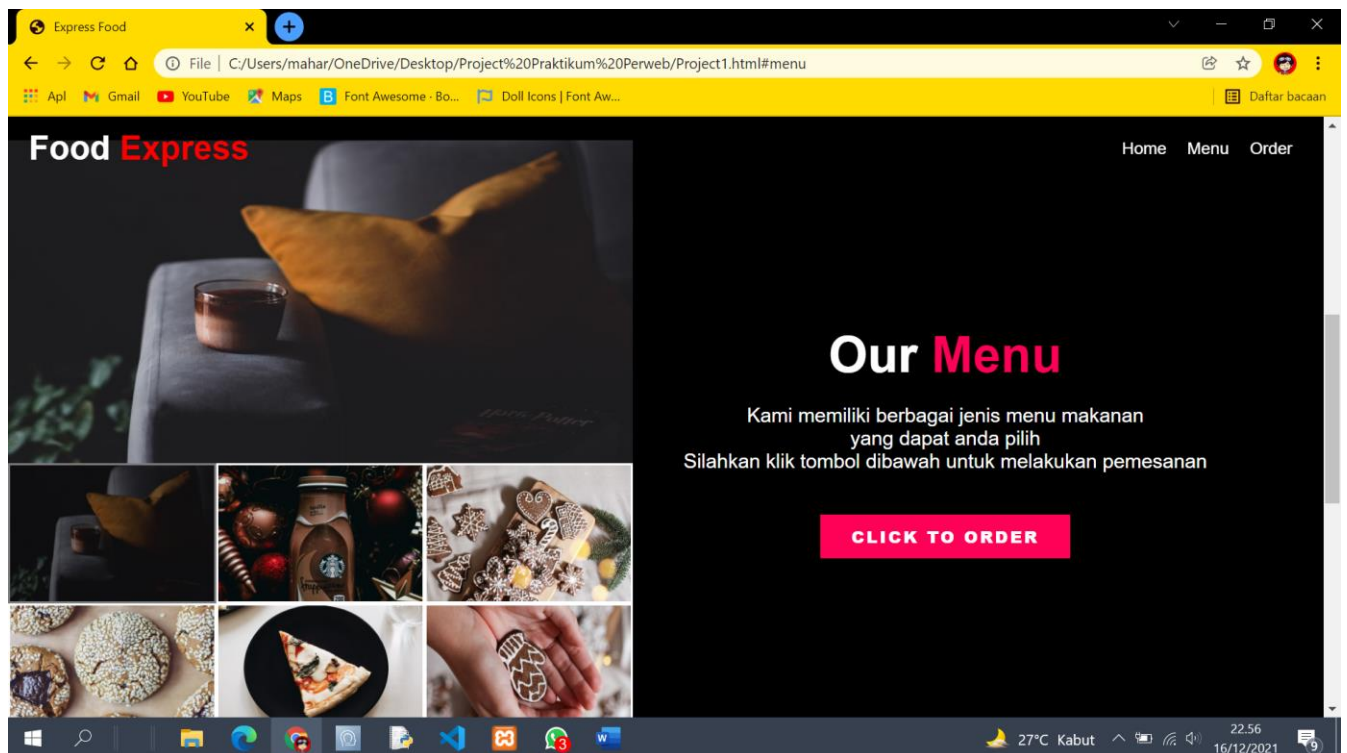 Express Food
File
C:/Users/mahar/OneDrive/Desktop/Project%20Praktikum%20Perweb/Project1.html#menu
Apl Gmail YouTube Maps Font Awesome · Bo... Doll Icons | Font Aw... Daftar bacaan
Food Express
Home Menu Order
Harry Potter
Our Menu
Kami memiliki berbagai jenis menu makanan
yang dapat anda pilih
Silahkan klik tombol dibawah untuk melakukan pemesanan
CLICK TO ORDER
27°C Kabut
22.56
16/12/2021